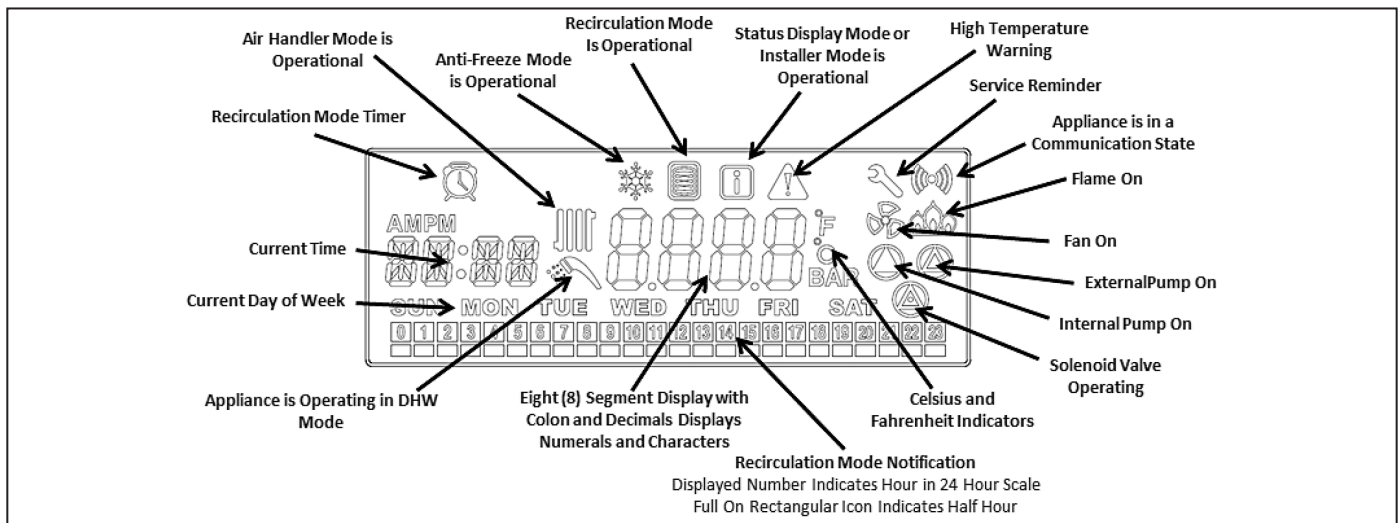 Recirculation Mode
Is Operational
Air Handler Mode is
Operational
Anti-Freeze Mode
is Operational
Status Display Mode or
Installer Mode is
Operational
High Temperature
Warning
Service Reminder
Recirculation Mode Timer
Appliance is in a
Communication State
Flame On
AMPM
°F
°C
BAR
Current Time
Fan On
ExternalPump On
Current Day of Week
SUN MON TUE WED THU FRI SAT
Internal Pump On
0 1 2 3 4 5 6 7 8 9 10 11 12 13 14 15 16 17 18 19 20 21 22 23
Solenoid Valve
Operating
Appliance is Operating in DHW
Mode
Eight (8) Segment Display with
Colon and Decimals Displays
Numerals and Characters
Celsius and
Fahrenheit Indicators
Recirculation Mode Notification
Displayed Number Indicates Hour in 24 Hour Scale
Full On Rectangular Icon Indicates Half Hour